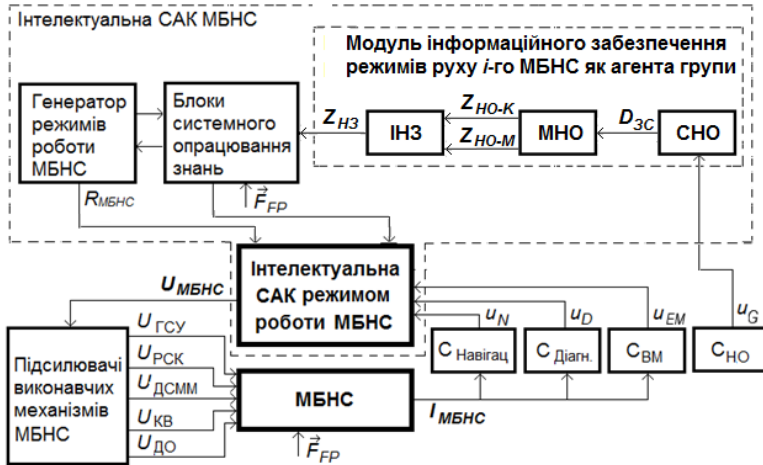 Інтелектуальна САК МБНС
Модуль інформаційного забезпечення
режимів руху i-го МБНС як агента групи
Генератор
режимів
роботи
МБНС
Блоки
системного
опрацювання
знань
Z_НЗ
ІНЗ
Z_НО-К
Z_НО-М
МНО
D_ЗС
СНО
R_МБНС
F_FP
Інтелектуальна
САК режимом
роботи МБНС
U_МБНС
u_N
u_D
u_EM
u_G
С Навігац
С Діагн.
С_ВМ
С_НО
Підсилювачі
виконавчих
механізмів
МБНС
U_ГСУ
U_РСК
U_ДСММ
U_КВ
U_ДО
МБНС
I_МБНС
F_FP